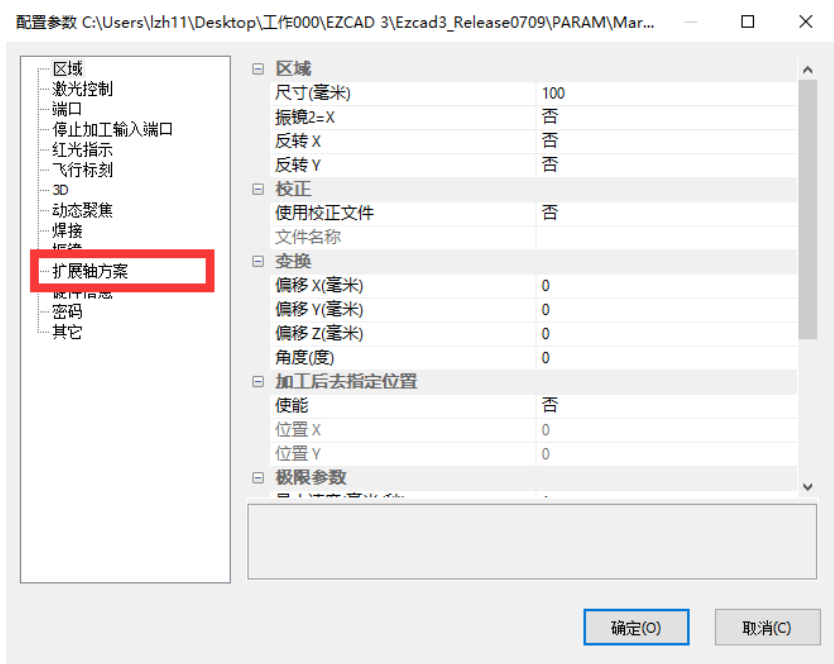 配置参数 C:\Users\lzh11\Desktop\工作000\EZCAD 3\Ezcad3_Release0709\PARAM\Mar...
区域
激光控制
端口
停止加工输入端口
红光指示
飞行标刻
3D
动态聚焦
焊接
振镜
扩展轴方案
硬件信息
密码
其它
区域
尺寸(毫米) 100
振镜2=X 否
反转 X 否
反转 Y 否
校正
使用校正文件 否
文件名称
变换
偏移 X(毫米) 0
偏移 Y(毫米) 0
偏移 Z(毫米) 0
角度(度) 0
加工后去指定位置
使能 否
位置 X 0
位置 Y 0
极限参数
确定(O)
取消(C)